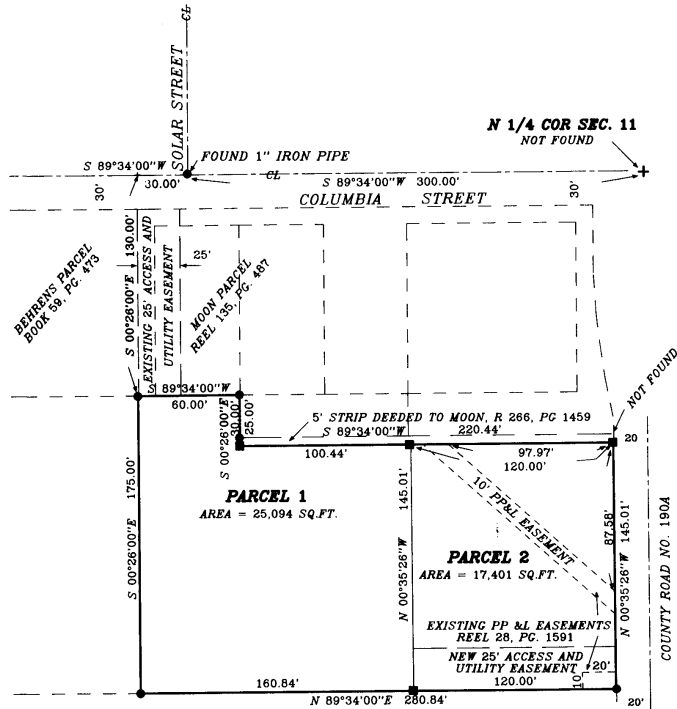 CL
SOLAR STREET
N 1/4 COR SEC. 11
NOT FOUND
FOUND 1" IRON PIPE
S 89°34'00"W
30.00'
CL
S 89°34'00"W 300.00'
30'
30'
COLUMBIA STREET
BEHRENS PARCEL
BOOK 59, PG. 473
S 00°26'00"E 130.00'
EXISTING 25' ACCESS AND
UTILITY EASEMENT
25'
MOON PARCEL
REEL 135, PG. 487
S 89°34'00"W
60.00'
S 00°26'00"E
30.00'
25.00'
NOT FOUND
5' STRIP DEEDED TO MOON, R 266, PG 1459
S 89°34'00"W 220.44'
20
100.44'
97.97'
120.00'
S 00°26'00"E 175.00'
PARCEL 1
AREA = 25,094 SQ.FT.
N 00°35'26"W 145.01'
10' PP&L EASEMENT
87.58'
N 00°35'26"W 145.01'
COUNTY ROAD NO. 190A
PARCEL 2
AREA = 17,401 SQ.FT.
EXISTING PP &L EASEMENTS
REEL 28, PG. 1591
NEW 25' ACCESS AND
UTILITY EASEMENT
20'
10'
160.84'
120.00'
N 89°34'00"E 280.84'
20'